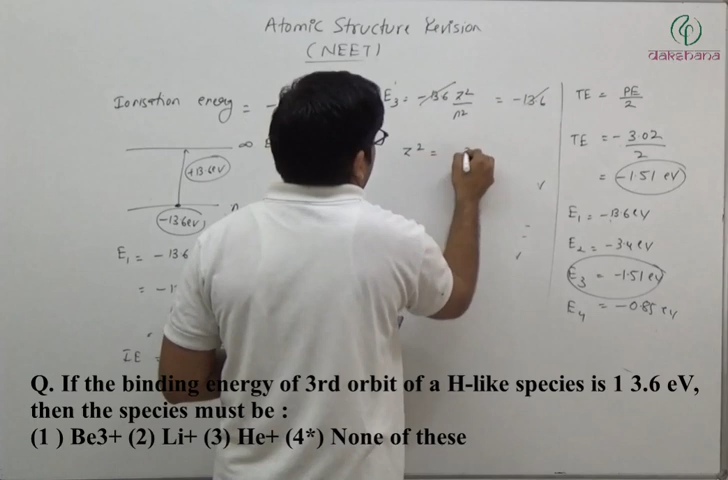 Atomic Structure Revision
(NEET)
dakshana
Ionisation energy = -
E3 = -13.6 Z² / n² = -13.6
Z² =
∞
+13.6eV
-13.6eV
E1 = -13.6
= -1
IE =
TE = PE / 2
TE = - 3.02 / 2
= -1.51 eV
E1 = -13.6eV
E2 = -3.4eV
E3 = -1.51eV
E4 = -0.85eV
Q. If the binding energy of 3rd orbit of a H-like species is 1 3.6 eV,
then the species must be :
(1 ) Be3+ (2) Li+ (3) He+ (4*) None of these